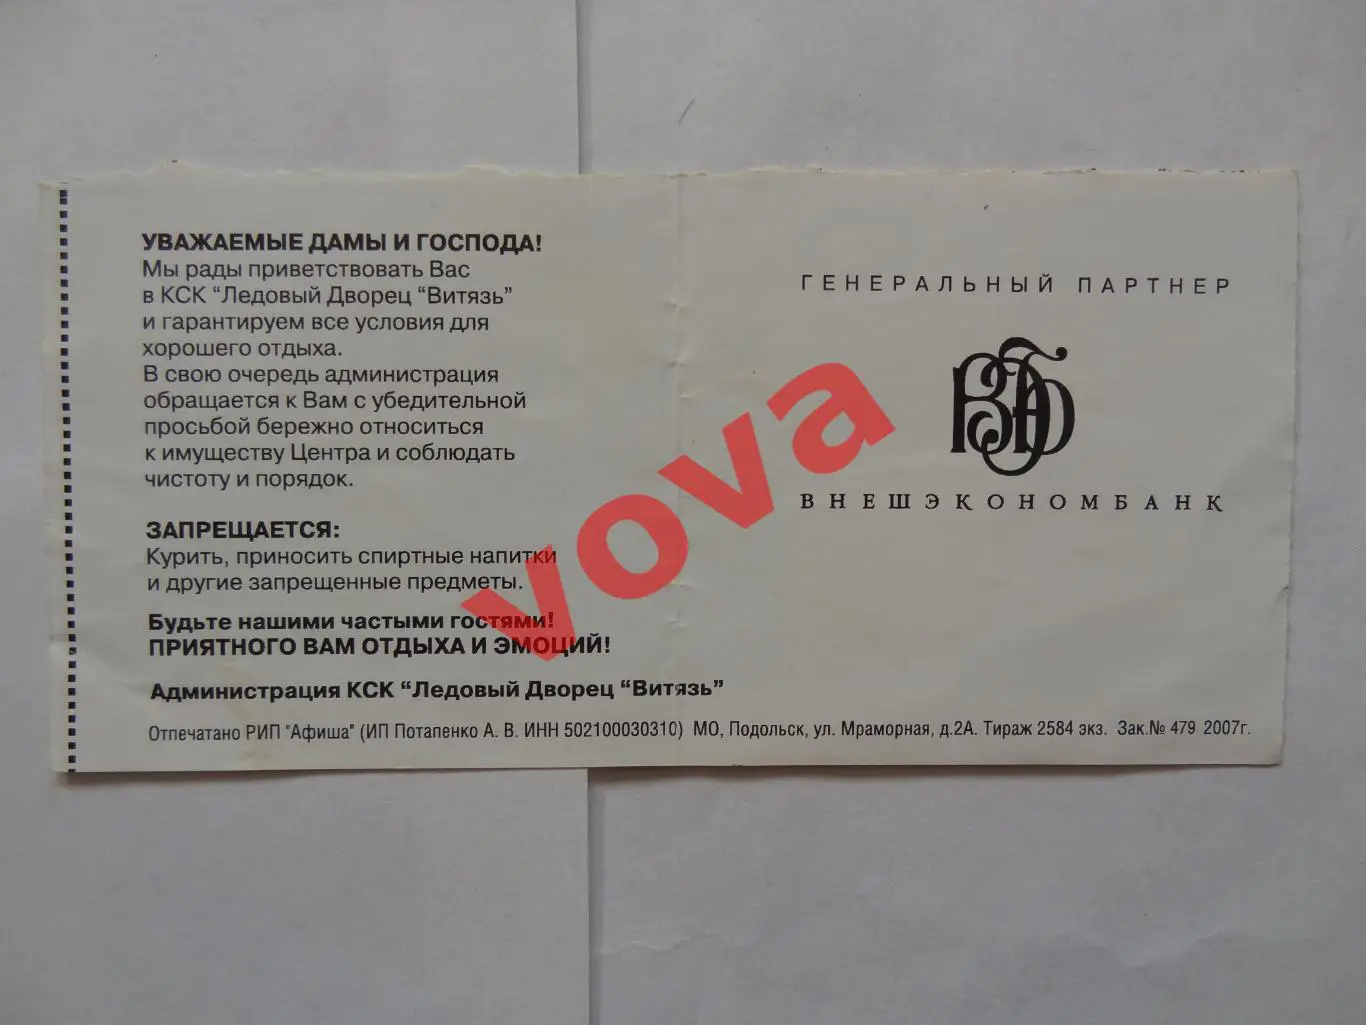 УВАЖАЕМЫЕ ДАМЫ И ГОСПОДА!
Мы рады приветствовать Вас
в КСК "Ледовый Дворец "Витязь"
и гарантируем все условия для
хорошего отдыха.
В свою очередь администрация
обращается к Вам с убедительной
просьбой бережно относиться
к имуществу Центра и соблюдать
чистоту и порядок.
ЗАПРЕЩАЕТСЯ:
Курить, приносить спиртные напитки
и другие запрещенные предметы.
Будьте нашими частыми гостями!
ПРИЯТНОГО ВАМ ОТДЫХА И ЭМОЦИЙ!
Администрация КСК "Ледовый Дворец "Витязь"
Отпечатано РИП "Афиша" (ИП Потапенко А. В. ИНН 502100030310) МО, Подольск, ул. Мраморная, д.2А. Тираж 2584 экз. Зак.№ 479 2007г.
ГЕНЕРАЛЬНЫЙ ПАРТНЕР
ВЭБ
ВНЕШЭКОНОМБАНК
vova